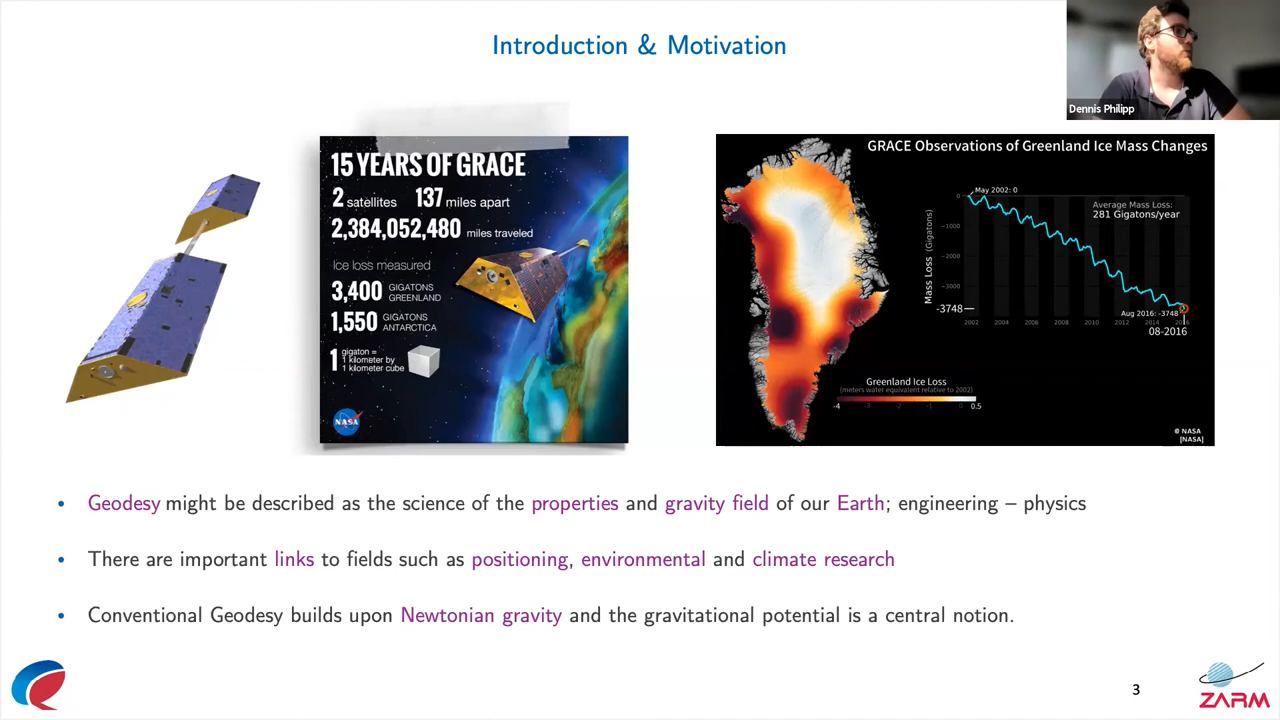 Introduction & Motivation
Dennis Philipp
15 YEARS OF GRACE
2 satellites 137 miles apart
2,384,052,480 miles traveled
Ice loss measured
3,400 GIGATONS GREENLAND
1,550 GIGATONS ANTARCTICA
1 gigaton = 1 kilometer by 1 kilometer cube
NASA
GRACE Observations of Greenland Ice Mass Changes
May 2002: 0
Average Mass Loss:
281 Gigatons/year
Mass Loss (Gigatons)
0
-1000
-2000
-3000
-3748
Aug 2016: -3748
2002 2004 2006 2008 2010 2012 2014 2016
08-2016
Greenland Ice Loss
(meters water equivalent relative to 2002)
-4 -3 -2 -1 0 0.5
© NASA
[NASA]
• Geodesy might be described as the science of the properties and gravity field of our Earth; engineering – physics
• There are important links to fields such as positioning, environmental and climate research
• Conventional Geodesy builds upon Newtonian gravity and the gravitational potential is a central notion.
3
ZARM